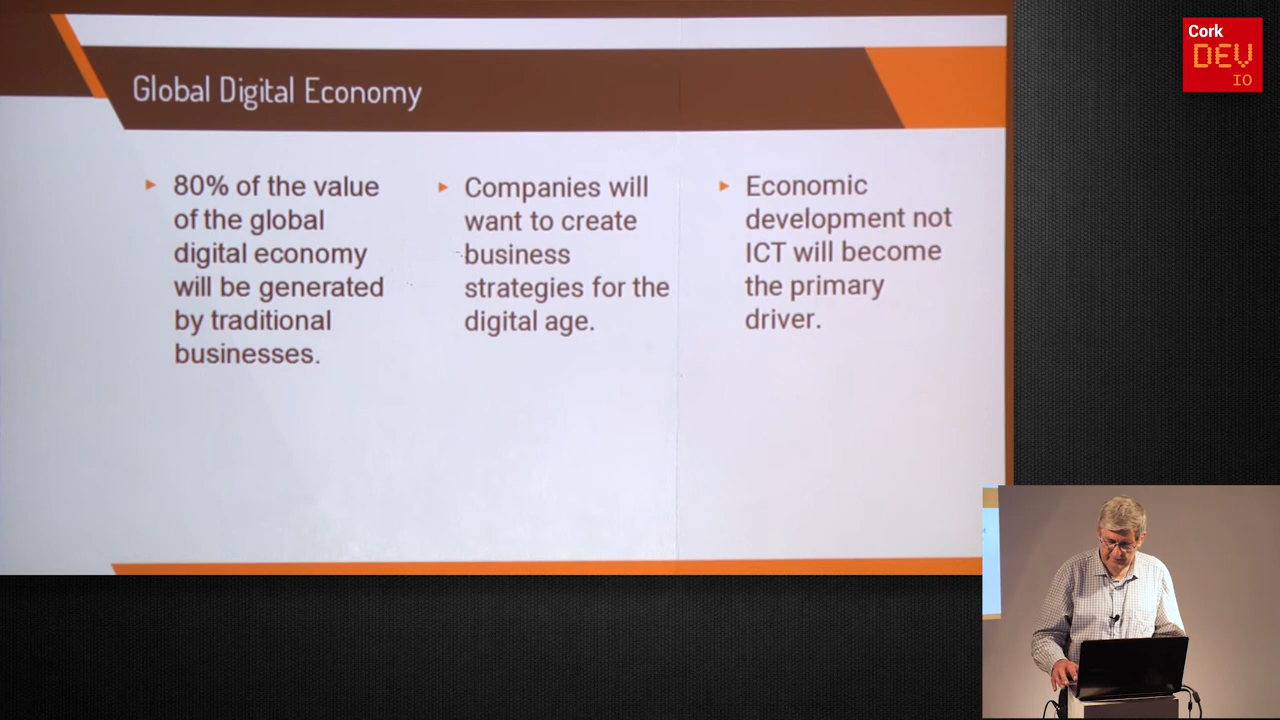 Cork
DEV
IO
Global Digital Economy
80% of the value
of the global
digital economy
will be generated
by traditional
businesses.
Companies will
want to create
business
strategies for the
digital age.
Economic
development not
ICT will become
the primary
driver.